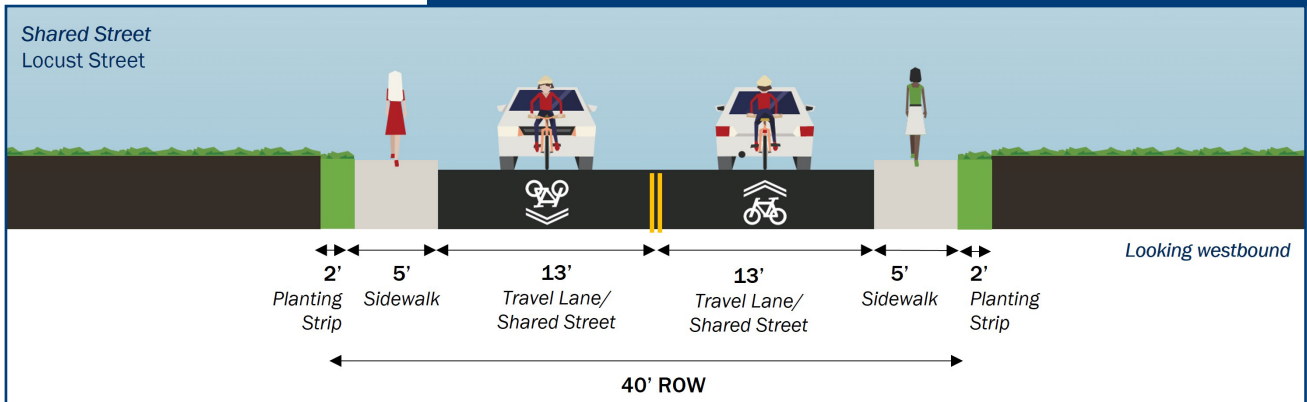 Shared Street
Locust Street
Looking westbound
2’
Planting
Strip
5’
Sidewalk
13’
Travel Lane/
Shared Street
13’
Travel Lane/
Shared Street
5’
Sidewalk
2’
Planting
Strip
40’ ROW